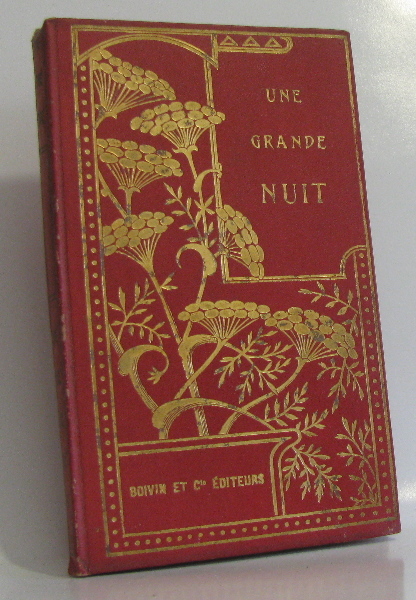 UNE
GRANDE
NUIT
BOIVIN ET Cie ÉDITEURS